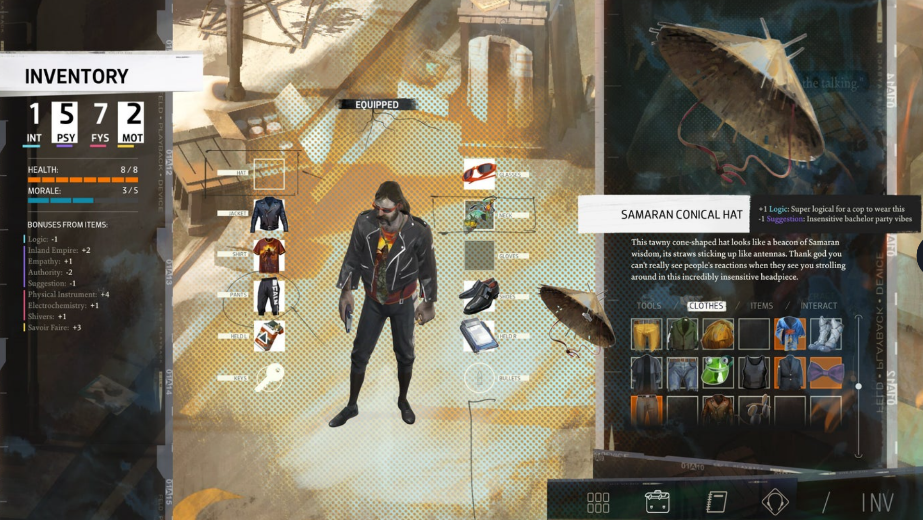 INVENTORY
1 5 7 2
INT PSY FYS MOT
HEALTH: 8 / 8
MORALE: 3 / 5
BONUSES FROM ITEMS:
Logic: -1
Inland Empire: +2
Empathy: +1
Authority: -2
Suggestion: -1
Physical Instrument: +4
Electrochemistry: +1
Shivers: +1
Savoir Faire: +3
EQUIPPED
HAT
GLASSES
JACKET
NECK
SHIRT
GLOVES
PANTS
SHOES
HELD L
HELD R
BULLETS
the talking."
SAMARAN CONICAL HAT
+1 Logic: Super logical for a cop to wear this
-1 Suggestion: Insensitive bachelor party vibes
This tawny cone-shaped hat looks like a beacon of Samaran
wisdom, its straws sticking up like antennas. Thank god you
can't really see people's reactions when they see you strolling
around in this incredibly insensitive headpiece.
TOOLS / CLOTHES / ITEMS / INTERACT
FELD • PLAYBACK • DEVICE
/ INV